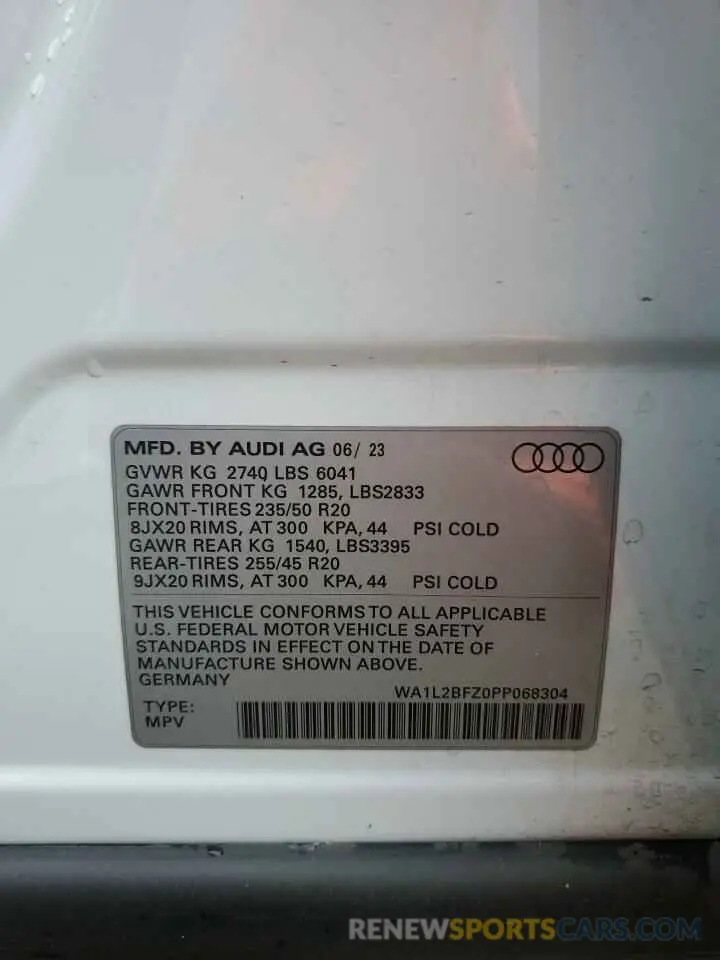 MFD. BY AUDI AG 06/ 23
GVWR KG 2740 LBS 6041
GAWR FRONT KG 1285, LBS2833
FRONT-TIRES 235/50 R20
8JX20 RIMS, AT 300 KPA, 44 PSI COLD
GAWR REAR KG 1540, LBS3395
REAR-TIRES 255/45 R20
9JX20 RIMS, AT 300 KPA, 44 PSI COLD
THIS VEHICLE CONFORMS TO ALL APPLICABLE
U.S. FEDERAL MOTOR VEHICLE SAFETY
STANDARDS IN EFFECT ON THE DATE OF
MANUFACTURE SHOWN ABOVE.
GERMANY
WA1L2BFZ0PP068304
TYPE:
MPV
RENEWSPORTSCARS.COM